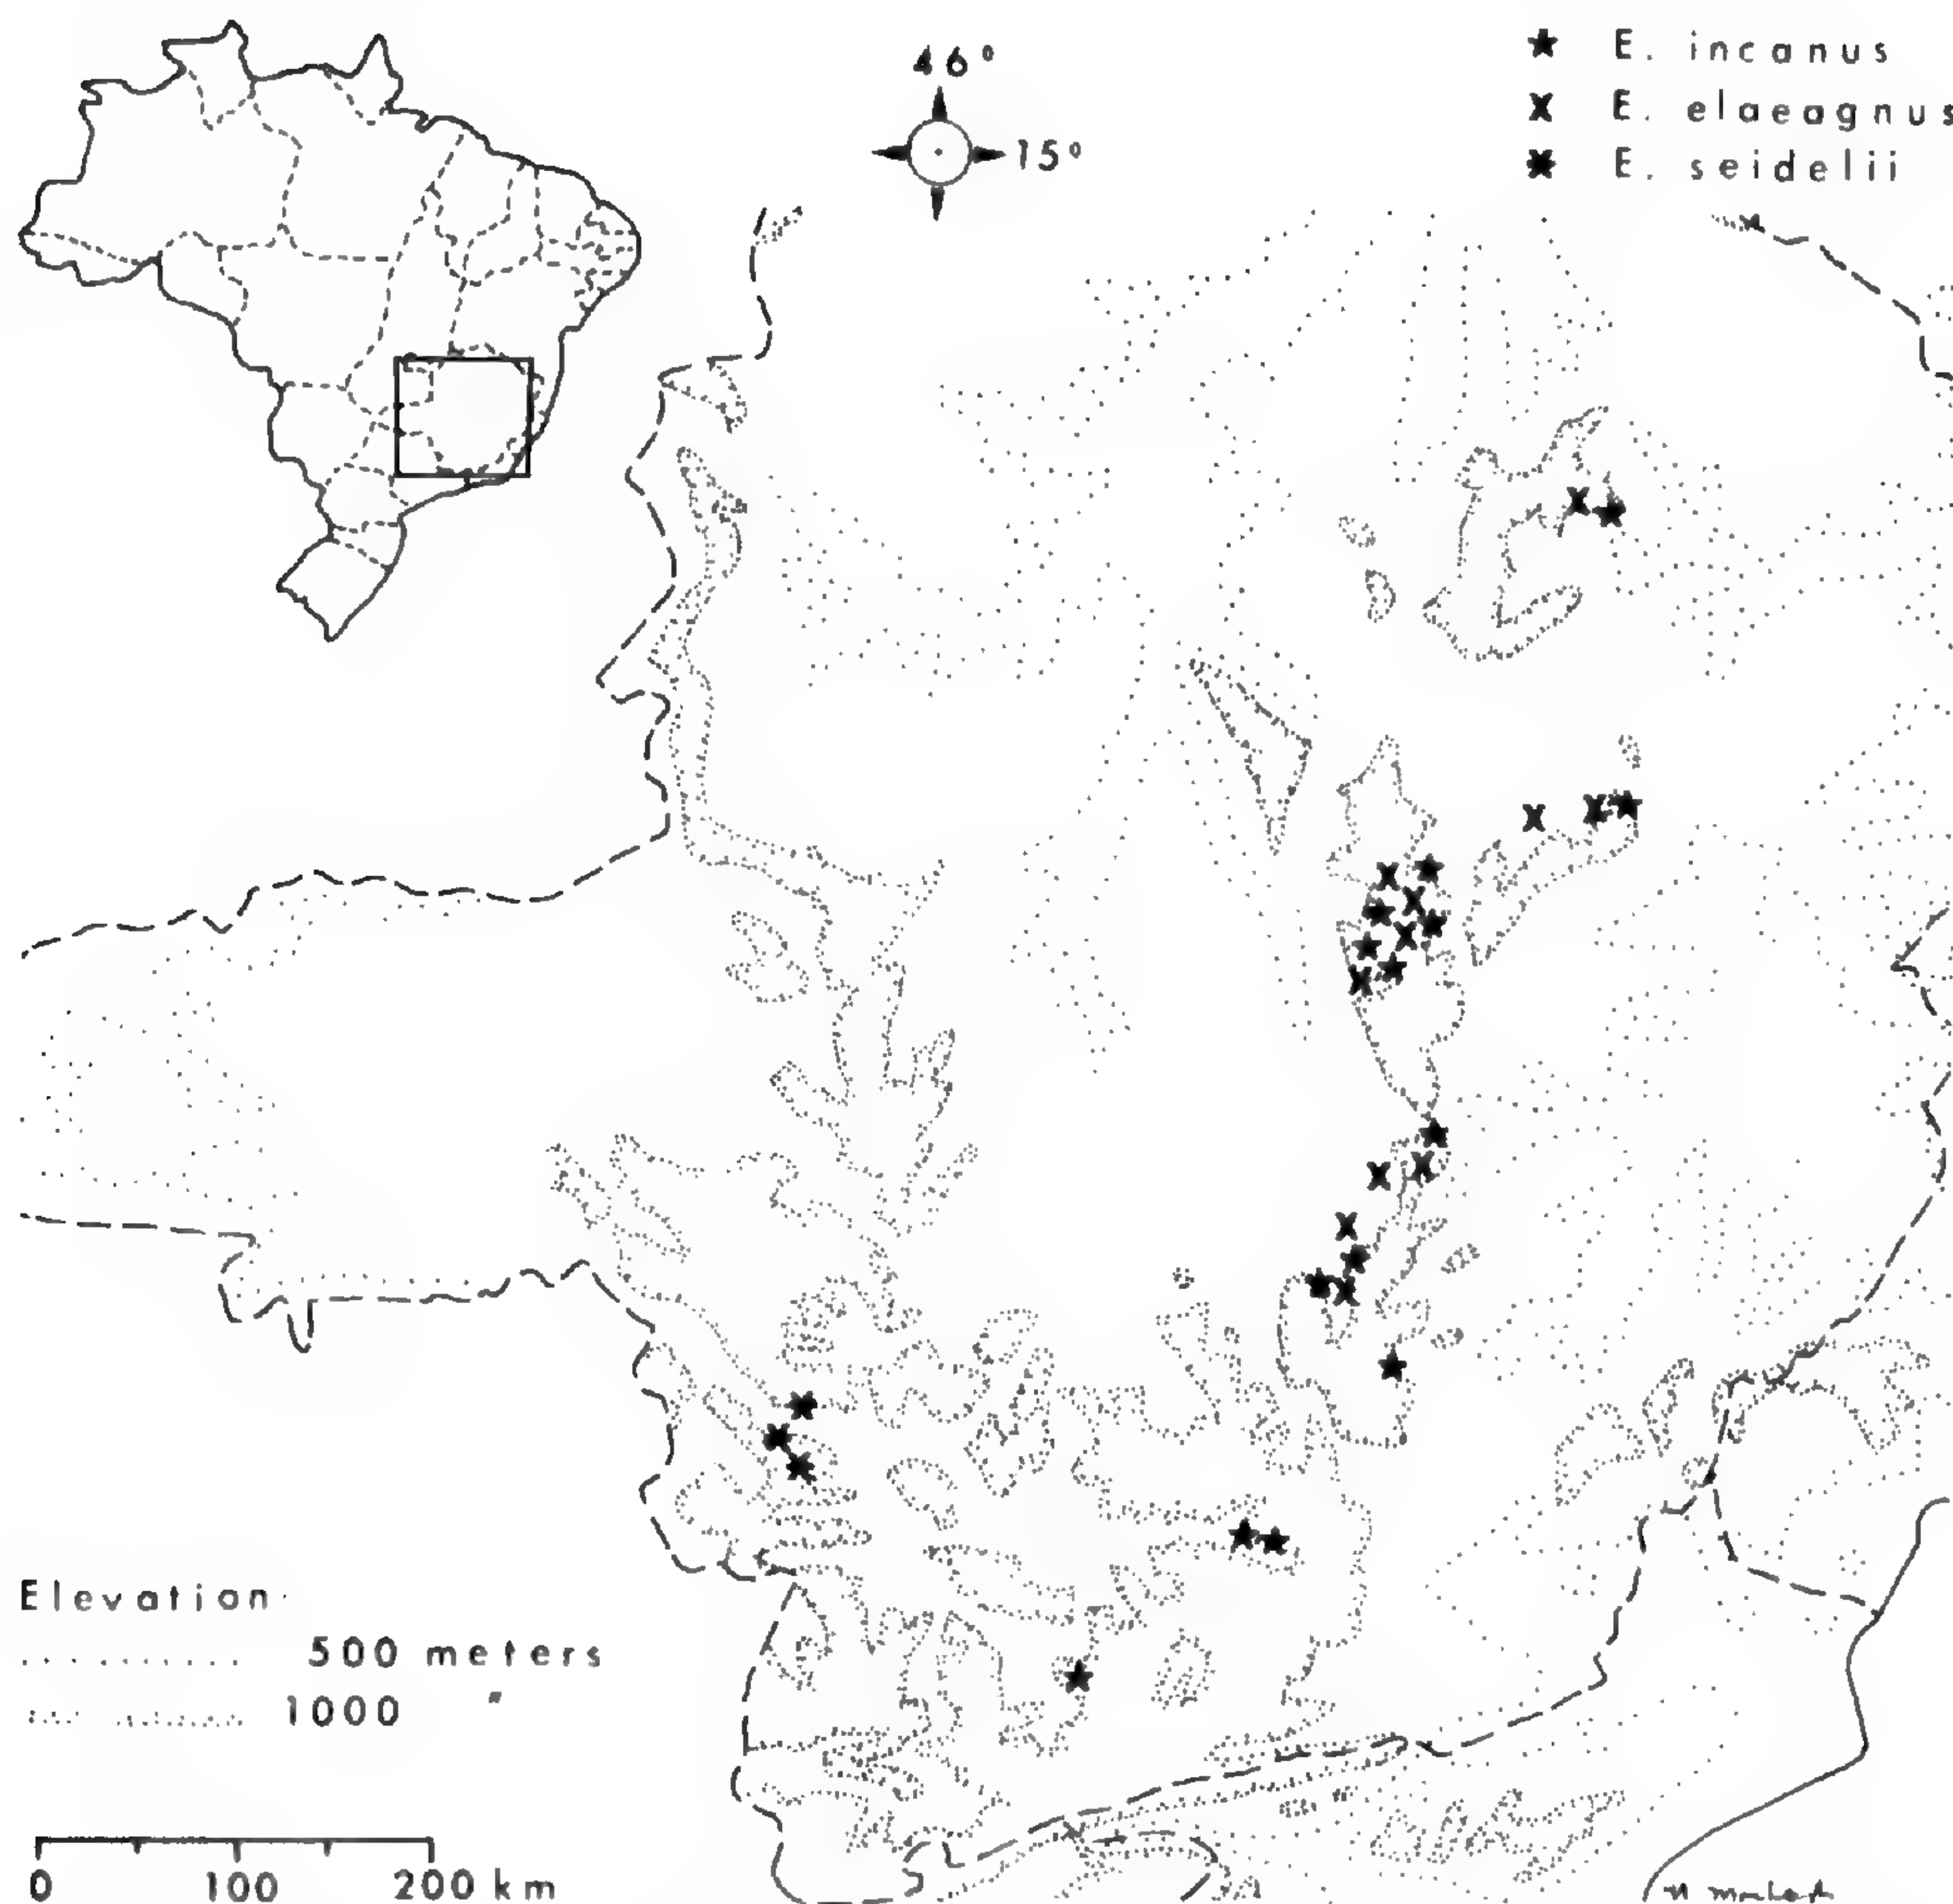 46°
15°
E. incanus
E. elaeagnus
E. seidelii
Elevation
500 meters
1000 "
0 100 200 km